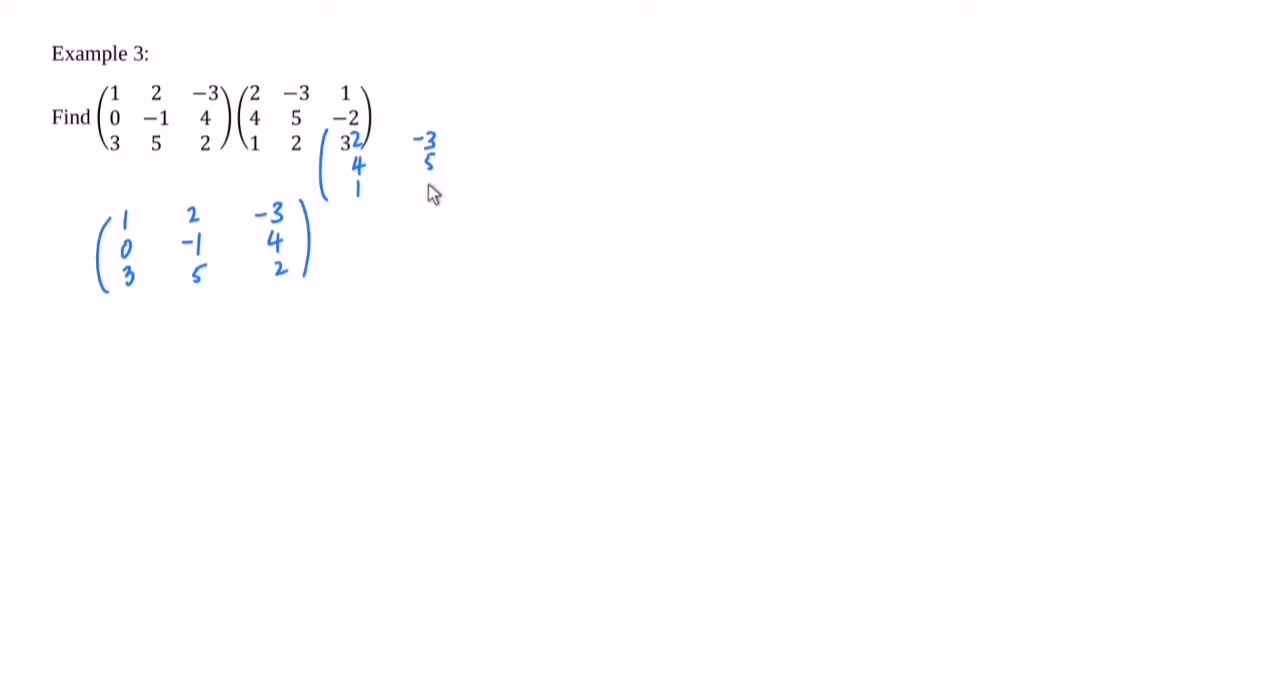 Example 3:
1 2 −3 2 −3 1
Find 0 −1 4 4 5 −2
3 5 2 1 2 3
2 -3
4 5
1
1 2 -3
0 -1 4
3 5 2